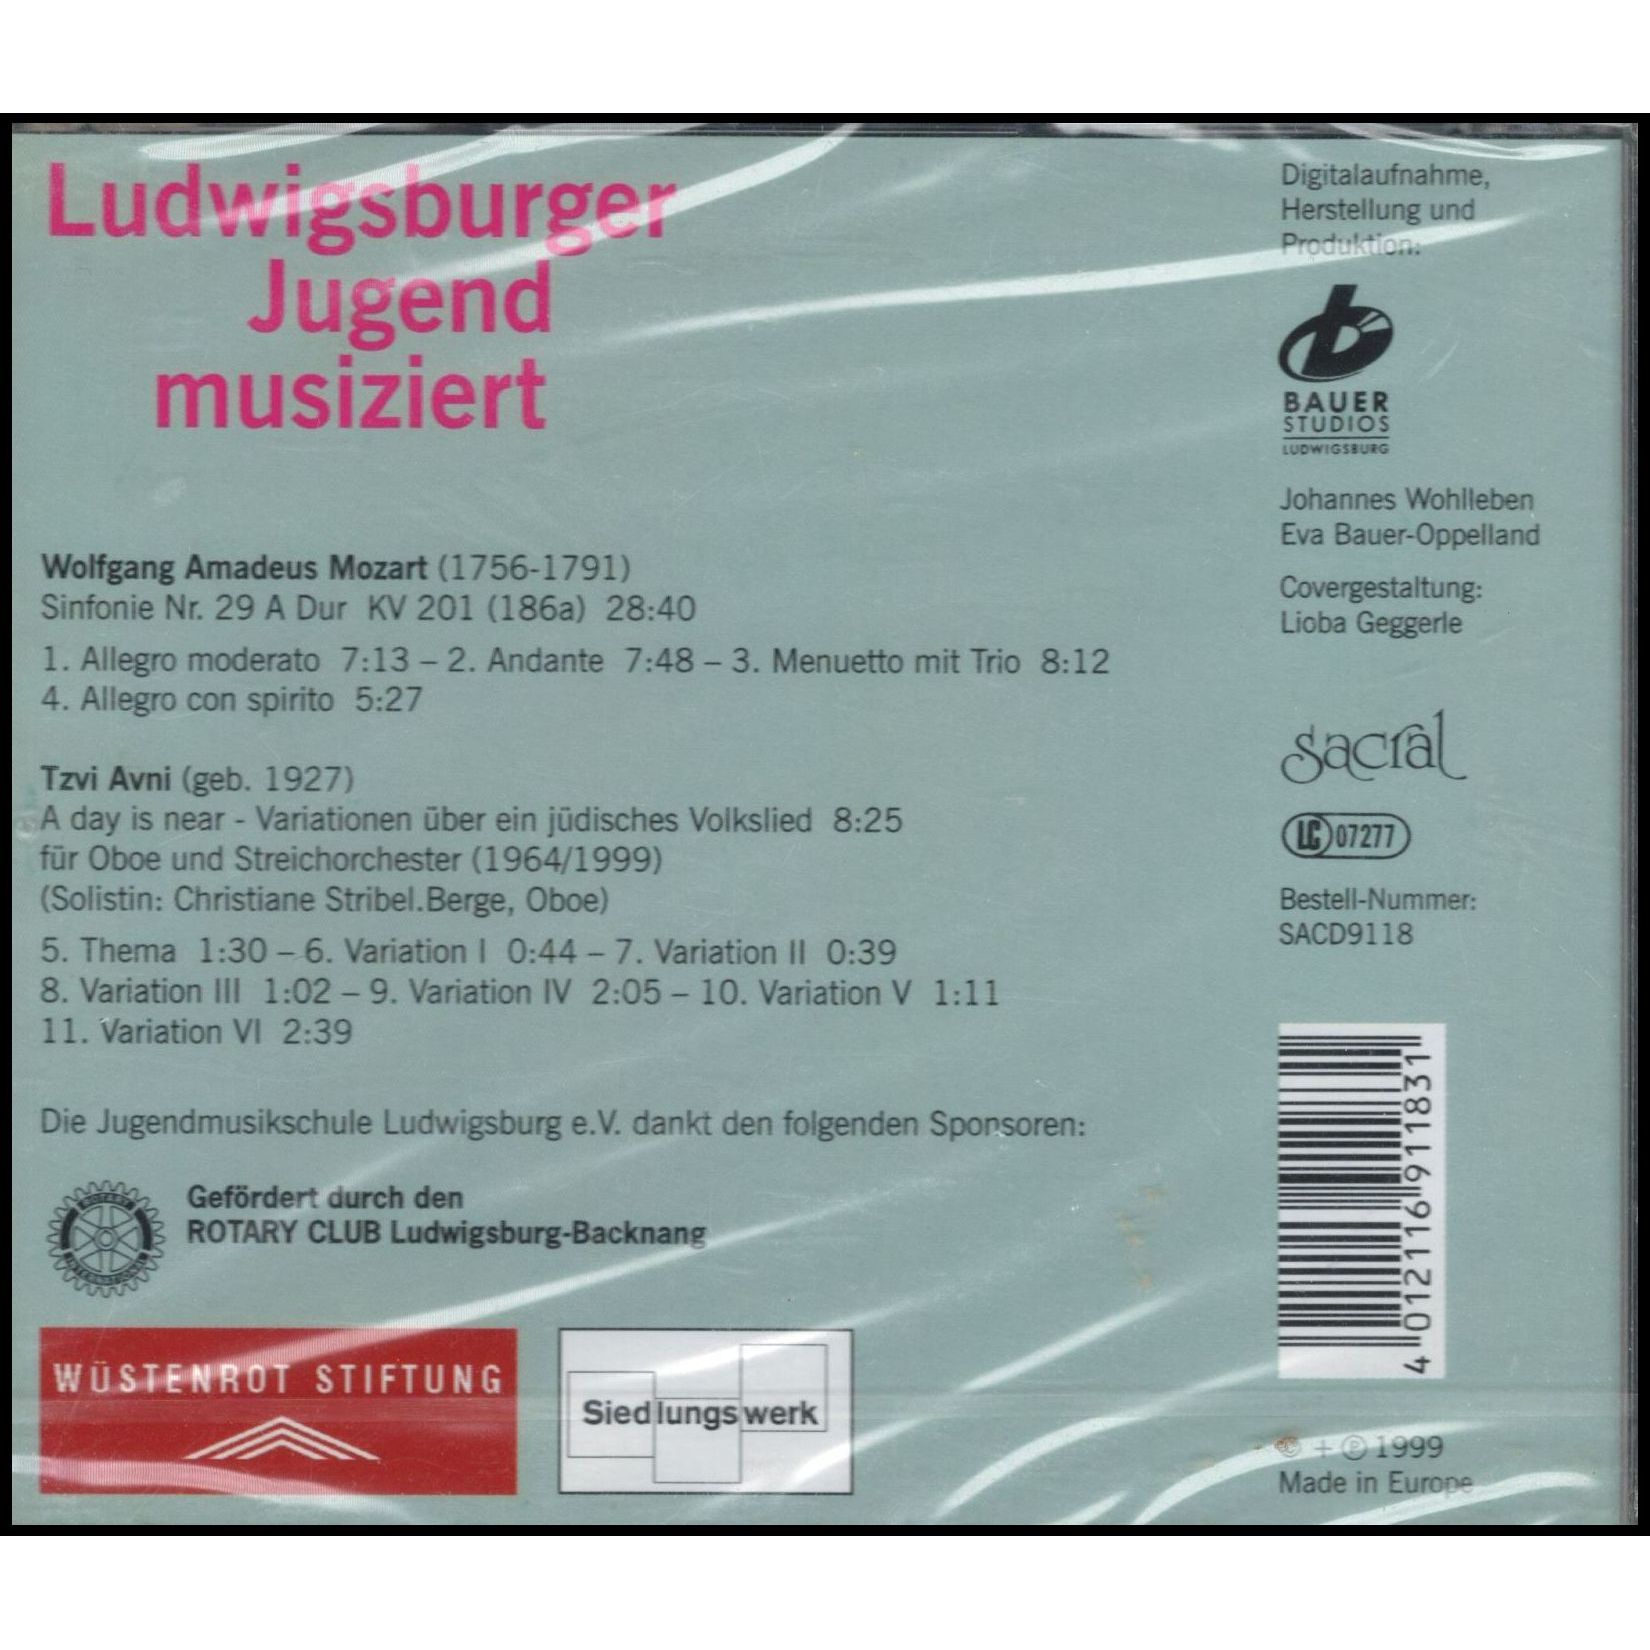 Ludwigsburger
Jugend
musiziert
Wolfgang Amadeus Mozart (1756-1791)
Sinfonie Nr. 29 A Dur  KV 201 (186a)  28:40
1. Allegro moderato  7:13 – 2. Andante  7:48 – 3. Menuetto mit Trio  8:12
4. Allegro con spirito  5:27
Tzvi Avni (geb. 1927)
A day is near - Variationen über ein jüdisches Volkslied  8:25
für Oboe und Streichorchester (1964/1999)
(Solistin: Christiane Stribel.Berge, Oboe)
5. Thema  1:30 – 6. Variation I  0:44 – 7. Variation II  0:39
8. Variation III  1:02 – 9. Variation IV  2:05 – 10. Variation V  1:11
11. Variation VI  2:39
Die Jugendmusikschule Ludwigsburg e.V. dankt den folgenden Sponsoren:
ROTARY
INTERNATIONAL
Gefördert durch den
ROTARY CLUB Ludwigsburg-Backnang
WÜSTENROT STIFTUNG
Siedlungswerk
Digitalaufnahme,
Herstellung und
Produktion:
BAUER
STUDIOS
LUDWIGSBURG
Johannes Wohlleben
Eva Bauer-Oppelland
Covergestaltung:
Lioba Geggerle
sacral
LC 07277
Bestell-Nummer:
SACD9118
4 012116 911831
© + ℗ 1999
Made in Europe